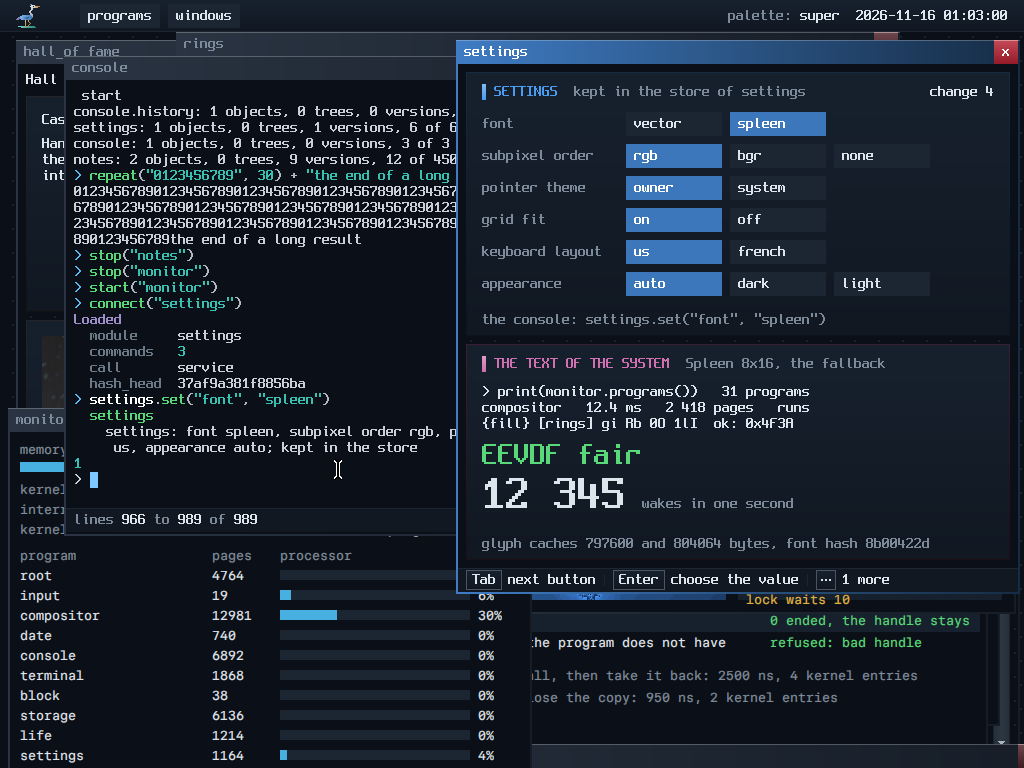 programs windows palette: super 2026-11-16 01:03:00
hall_of_fame
rings
console
Hall
Cas
Han
the
int
start
console.history: 1 objects, 0 trees, 0 versions,
settings: 1 objects, 0 trees, 1 versions, 6 of 6
console: 1 objects, 0 trees, 0 versions, 3 of 3
notes: 2 objects, 0 trees, 9 versions, 12 of 450
> repeat("0123456789", 30) + "the end of a long
012345678901234567890123456789012345678901234567
678901234567890123456789012345678901234567890123
234567890123456789012345678901234567890123456789
890123456789the end of a long result
> stop("notes")
> stop("monitor")
> start("monitor")
> connect("settings")
Loaded
module settings
commands 3
call service
hash_head 37af9a381f8856ba
> settings.set("font", "spleen")
settings
settings: font spleen, subpixel order rgb, p
us, appearance auto; kept in the store
1
>
lines 966 to 989 of 989
settings
x
SETTINGS kept in the store of settings change 4
font vector spleen
subpixel order rgb bgr none
pointer theme owner system
grid fit on off
keyboard layout us french
appearance auto dark light
the console: settings.set("font", "spleen")
THE TEXT OF THE SYSTEM Spleen 8x16, the fallback
> print(monitor.programs()) 31 programs
compositor 12.4 ms 2 418 pages runs
{fill} [rings] gi Rb 0O 1lI ok: 0x4F3A
EEVDF fair
12 345 wakes in one second
glyph caches 797600 and 804064 bytes, font hash 8b00422d
Tab next button Enter choose the value ... 1 more
monito
memory
kernel
inter
kernel
program pages processor
root 4764
input 19 6%
compositor 12981 30%
date 740 0%
console 6892 0%
terminal 1868 0%
block 38 0%
storage 6136 0%
life 1214 0%
settings 1164 4%
lock waits 10
0 ended, the handle stays
the program does not have refused: bad handle
all, then take it back: 2500 ns, 4 kernel entries
lose the copy: 950 ns, 2 kernel entries